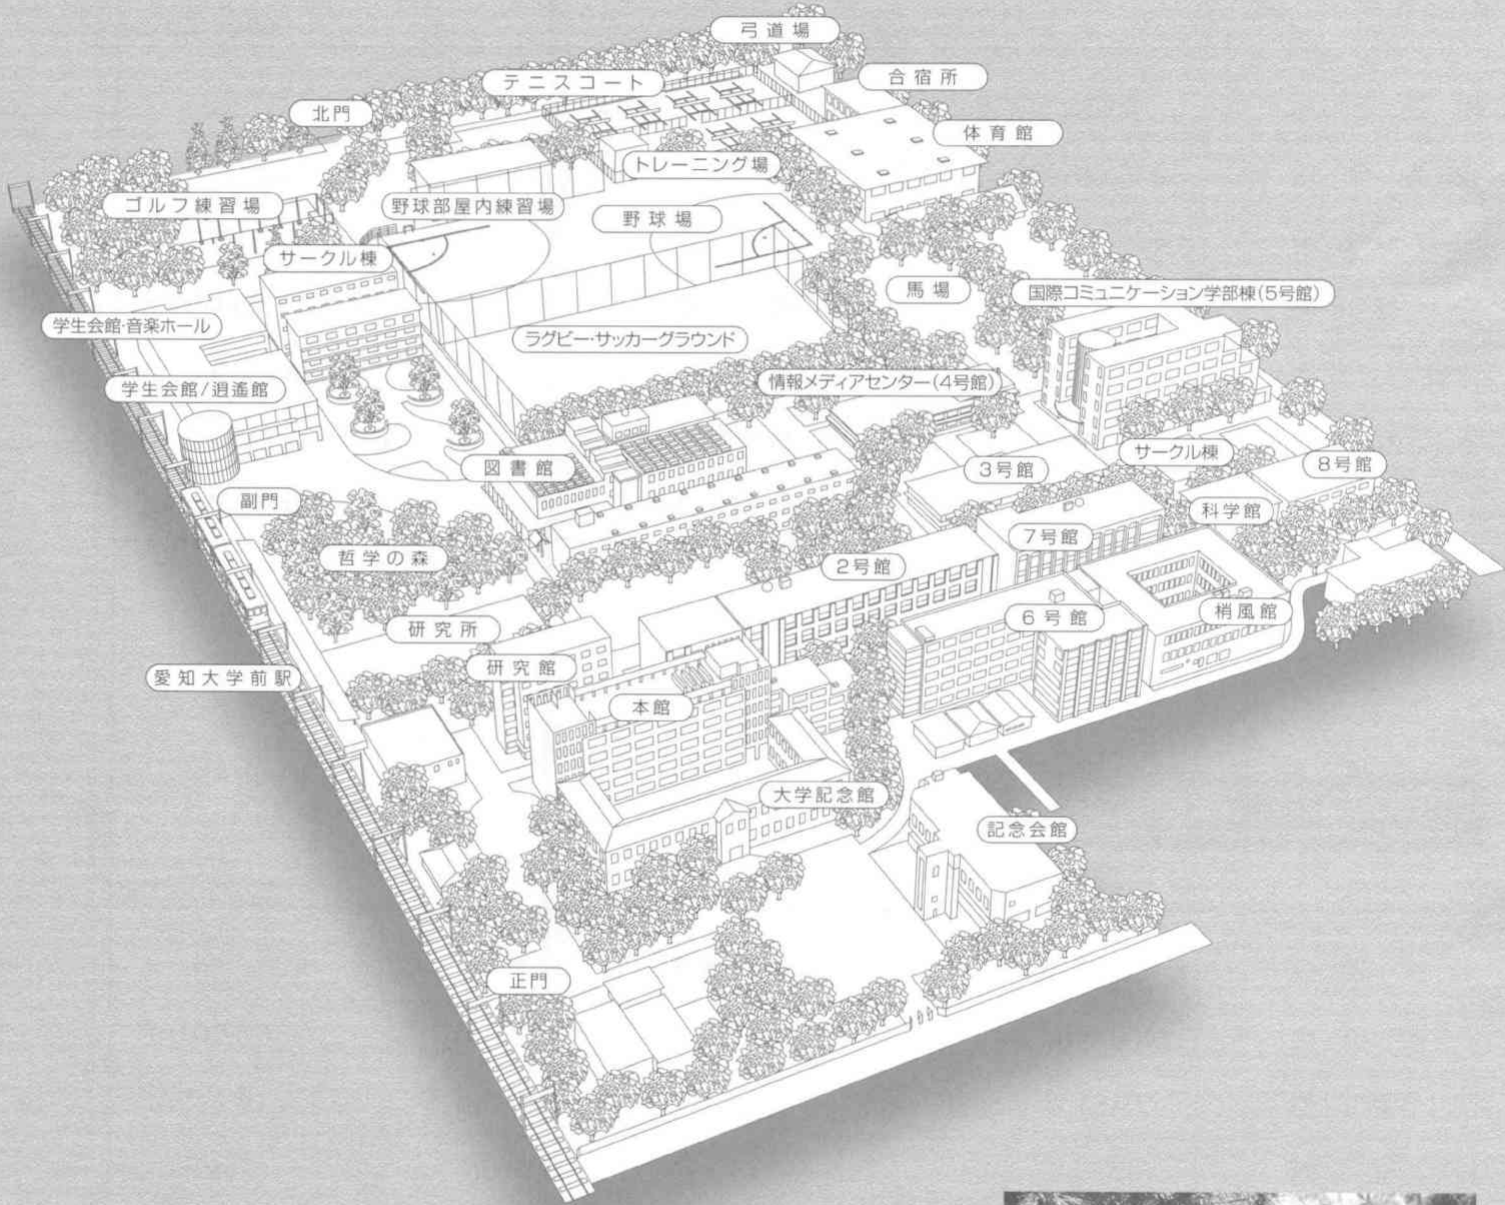 弓道場
テニスコート
合宿所
北門
体育館
トレーニング場
ゴルフ練習場
野球部屋内練習場
野球場
サークル棟
馬場
国際コミュニケーション学部棟(5号館)
学生会館・音楽ホール
ラグビー・サッカーグラウンド
学生会館/逍遙館
情報メディアセンター(4号館)
図書館
3号館
サークル棟
8号館
副門
科学館
哲学の森
7号館
2号館
梢風館
6号館
研究所
研究館
愛知大学前駅
本館
大学記念館
記念会館
正門